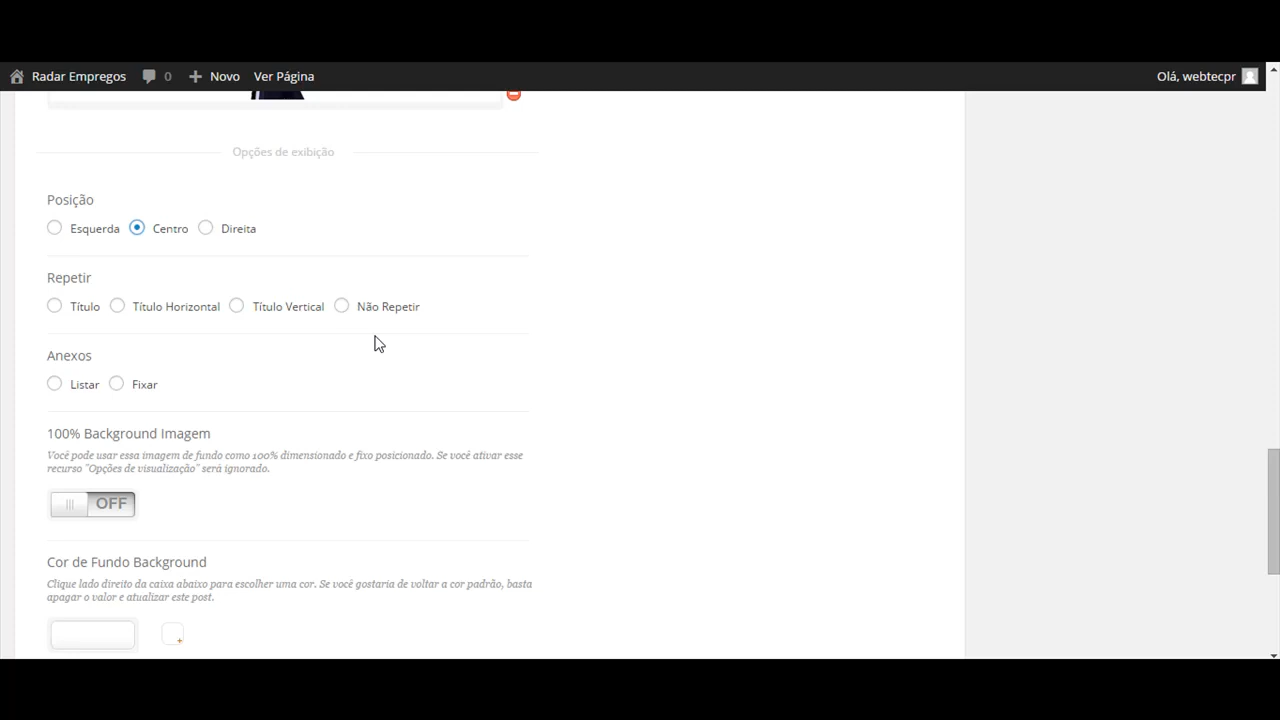 Radar Empregos 0 Novo Ver Página Olá, webtecpr
Opções de exibição
Posição
Esquerda Centro Direita
Repetir
Título Título Horizontal Título Vertical Não Repetir
Anexos
Listar Fixar
100% Background Imagem
Você pode usar essa imagem de fundo como 100% dimensionado e fixo posicionado. Se você ativar esse
recurso "Opções de visualização" será ignorado.
OFF
Cor de Fundo Background
Clique lado direito da caixa abaixo para escolher uma cor. Se você gostaria de voltar a cor padrão, basta
apagar o valor e atualizar este post.